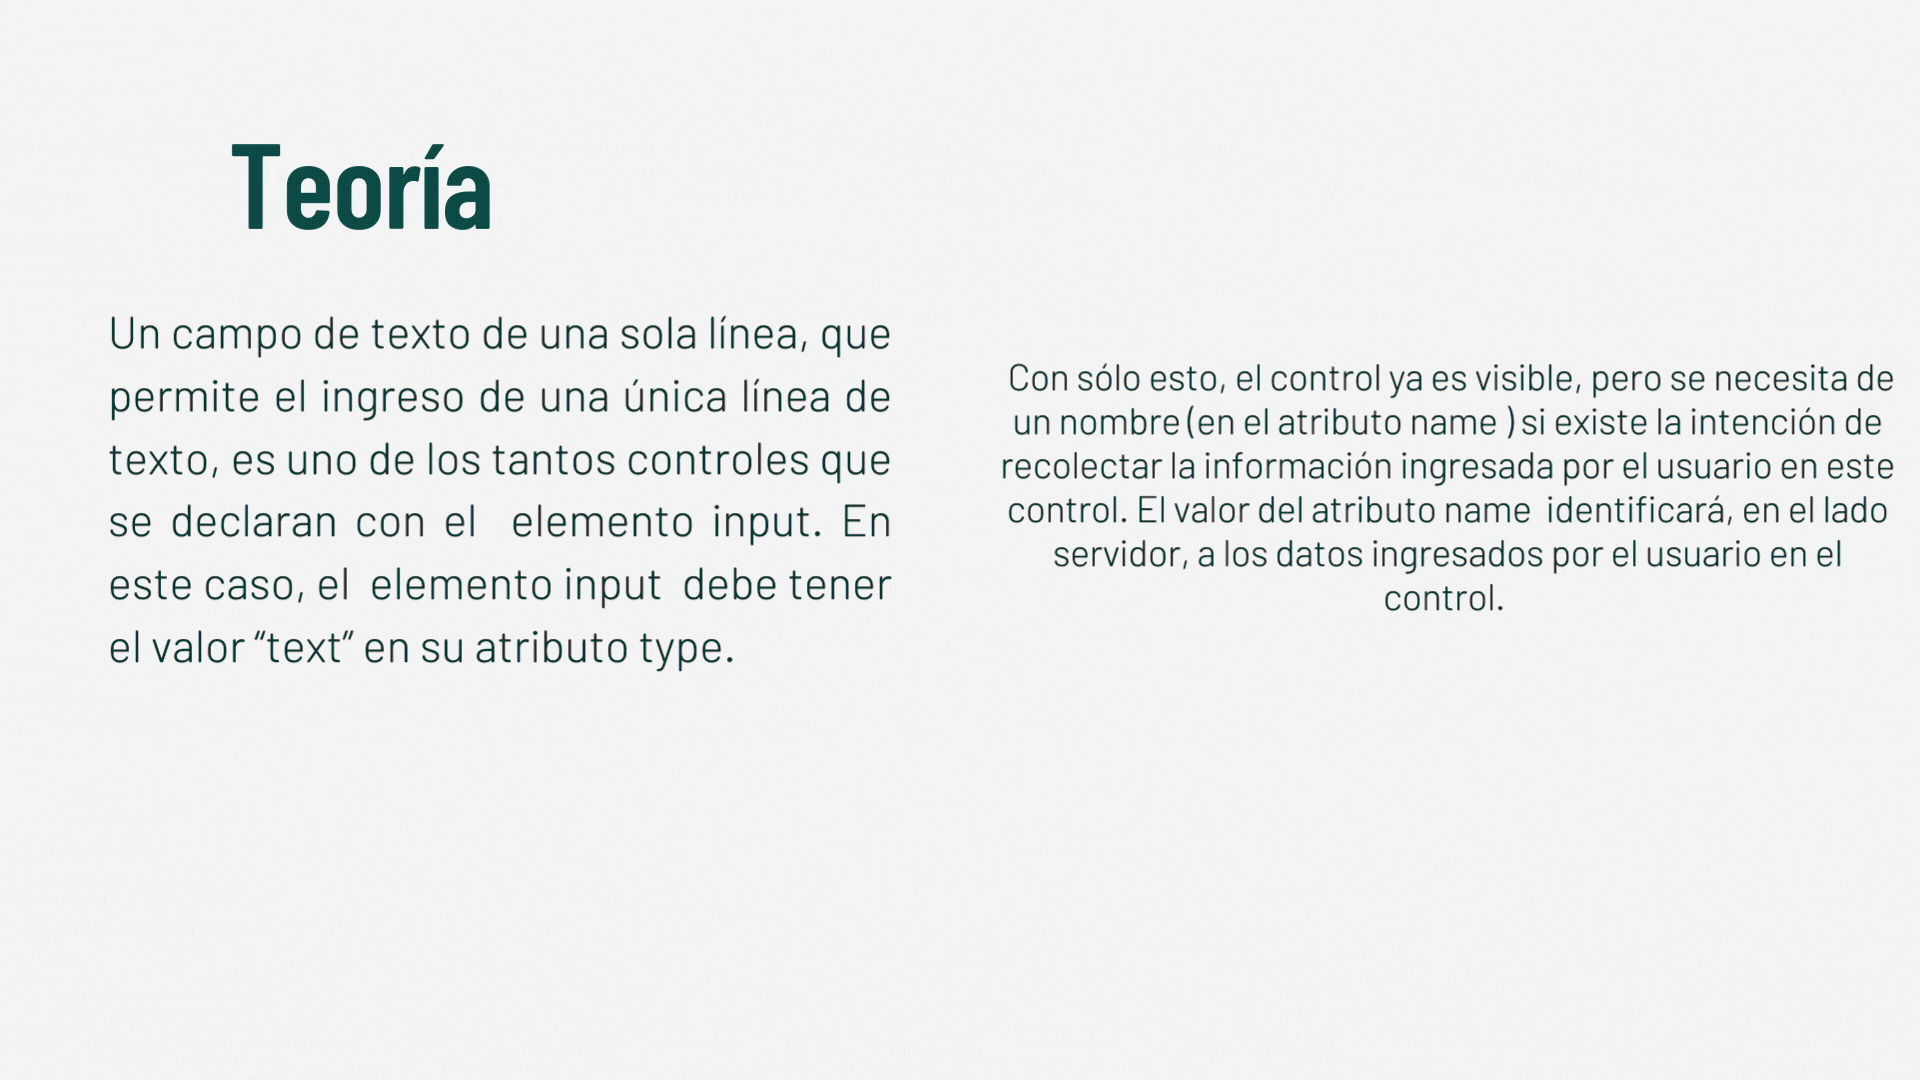 Teoría
Un campo de texto de una sola línea, que
permite el ingreso de una única línea de
texto, es uno de los tantos controles que
se declaran con el elemento input. En
este caso, el elemento input debe tener
el valor “text” en su atributo type.
Con sólo esto, el control ya es visible, pero se necesita de
un nombre (en el atributo name ) si existe la intención de
recolectar la información ingresada por el usuario en este
control. El valor del atributo name identificará, en el lado
servidor, a los datos ingresados por el usuario en el
control.